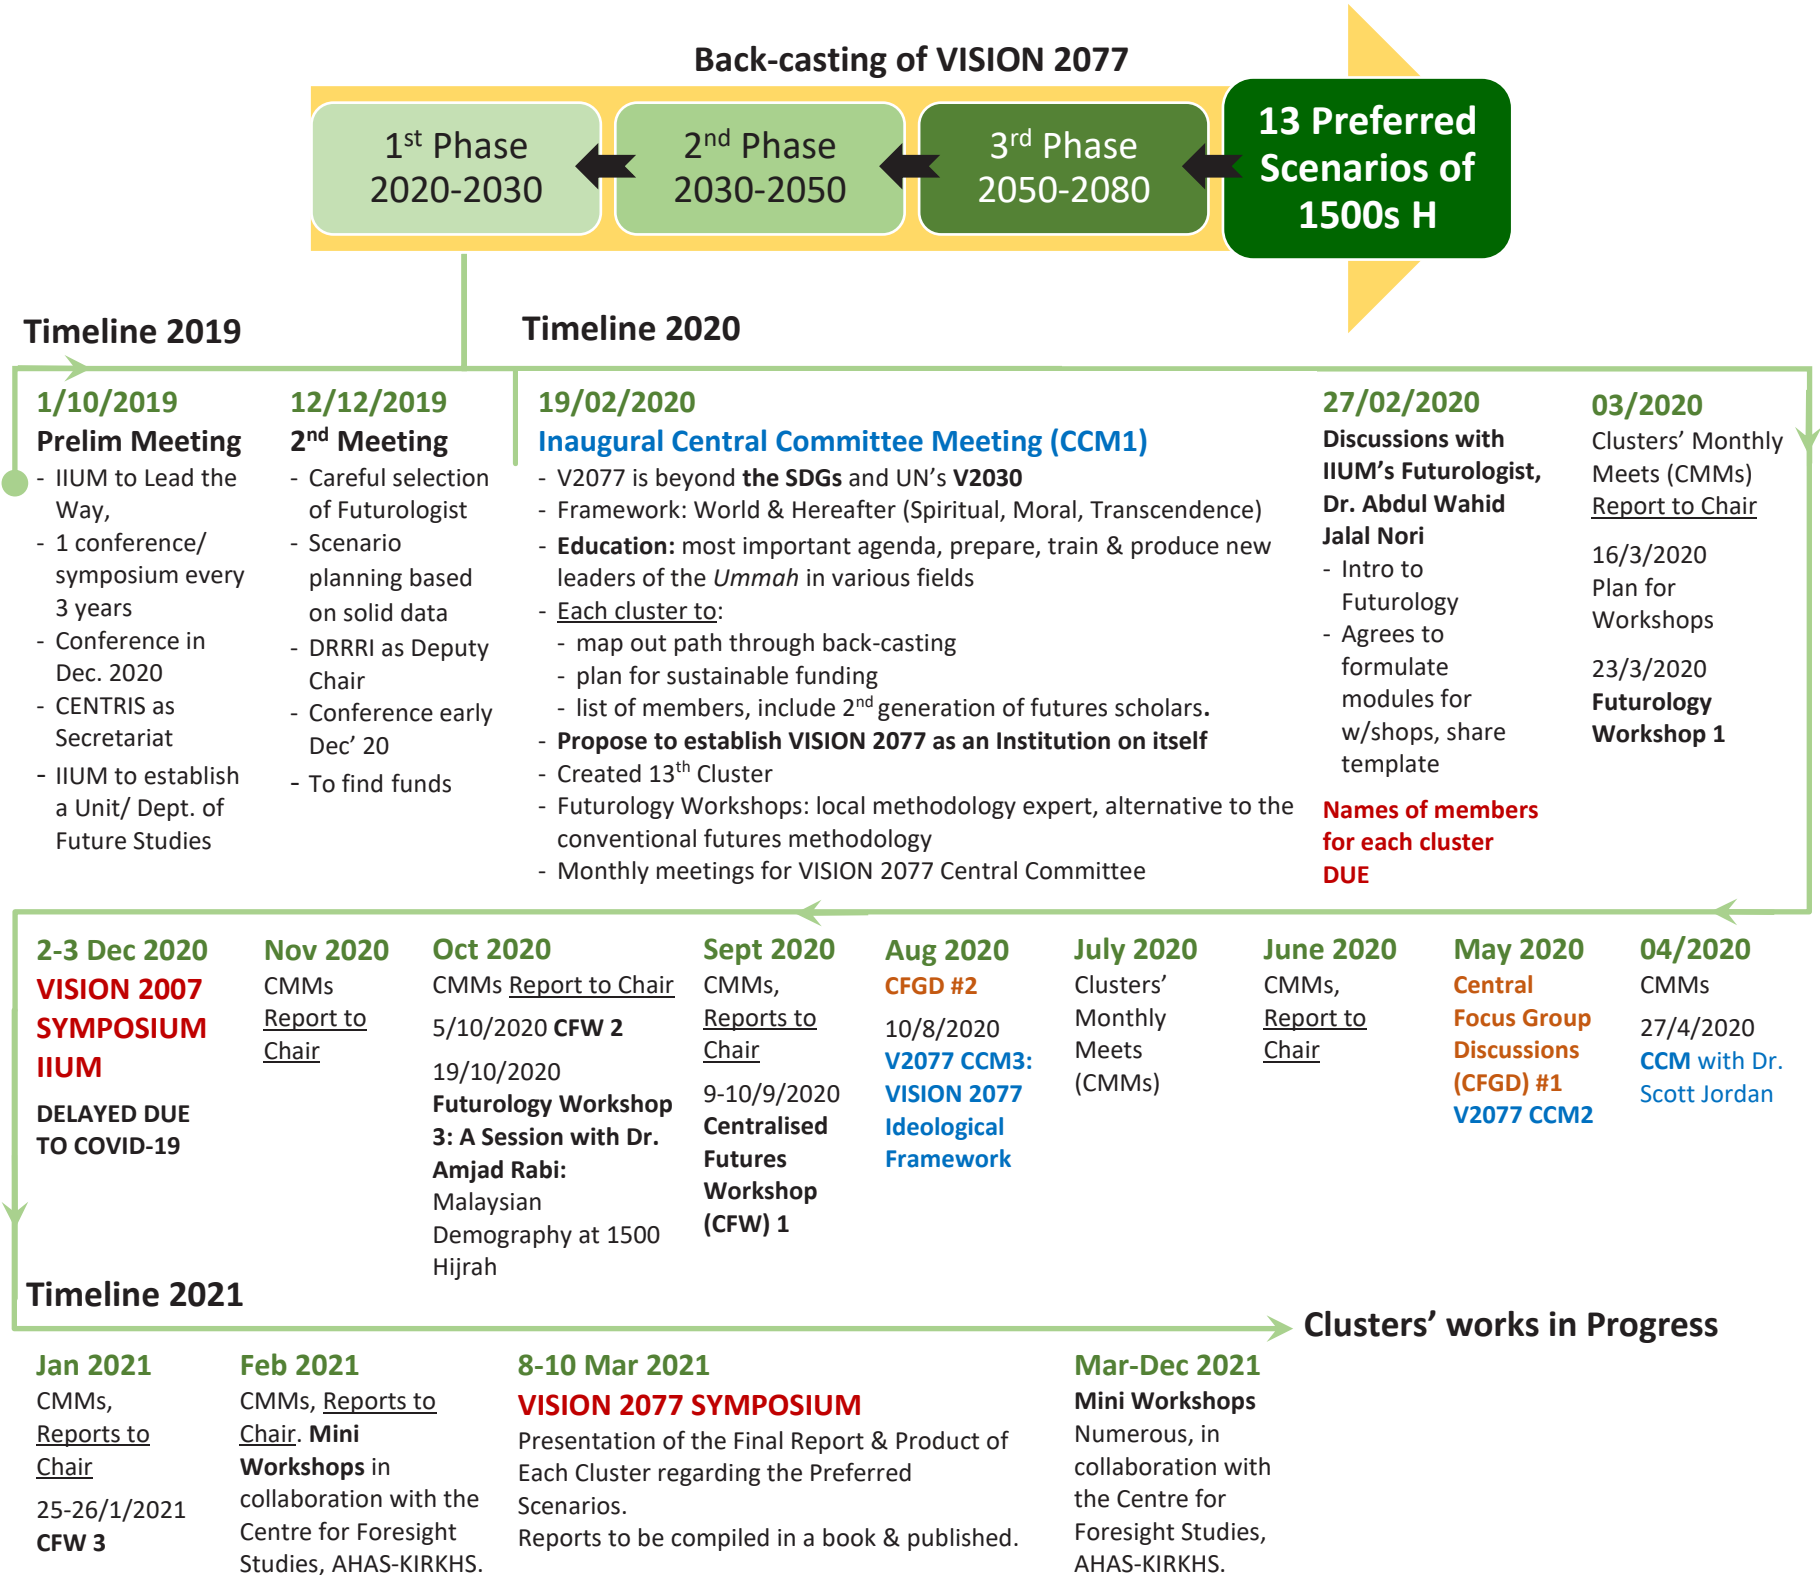 Back-casting of VISION 2077
1st Phase
2020-2030
2nd Phase
2030-2050
3rd Phase
2050-2080
13 Preferred
Scenarios of
1500s H
Timeline 2019
Timeline 2020
1/10/2019
Prelim Meeting
- IIUM to Lead the
Way,
- 1 conference/
symposium every
3 years
- Conference in
Dec. 2020
- CENTRIS as
Secretariat
- IIUM to establish
a Unit/ Dept. of
Future Studies
12/12/2019
2nd Meeting
- Careful selection
of Futurologist
- Scenario
planning based
on solid data
- DRRRI as Deputy
Chair
- Conference early
Dec' 20
- To find funds
19/02/2020
Inaugural Central Committee Meeting (CCM1)
- V2077 is beyond the SDGs and UN's V2030
- Framework: World & Hereafter (Spiritual, Moral, Transcendence)
- Education: most important agenda, prepare, train & produce new
leaders of the Ummah in various fields
- Each cluster to:
- map out path through back-casting
- plan for sustainable funding
- list of members, include 2nd generation of futures scholars.
- Propose to establish VISION 2077 as an Institution on itself
- Created 13th Cluster
- Futurology Workshops: local methodology expert, alternative to the
conventional futures methodology
- Monthly meetings for VISION 2077 Central Committee
27/02/2020
Discussions with
IIUM's Futurologist,
Dr. Abdul Wahid
Jalal Nori
- Intro to
Futurology
- Agrees to
formulate
modules for
w/shops, share
template
Names of members
for each cluster
DUE
03/2020
Clusters' Monthly
Meets (CMMs)
Report to Chair
16/3/2020
Plan for
Workshops
23/3/2020
Futurology
Workshop 1
2-3 Dec 2020
VISION 2007
SYMPOSIUM
IIUM
DELAYED DUE
TO COVID-19
Nov 2020
CMMs
Report to
Chair
Oct 2020
CMMs Report to Chair
5/10/2020 CFW 2
19/10/2020
Futurology Workshop
3: A Session with Dr.
Amjad Rabi:
Malaysian
Demography at 1500
Hijrah
Sept 2020
CMMs,
Reports to
Chair
9-10/9/2020
Centralised
Futures
Workshop
(CFW) 1
Aug 2020
CFGD #2
10/8/2020
V2077 CCM3:
VISION 2077
Ideological
Framework
July 2020
Clusters'
Monthly
Meets
(CMMs)
June 2020
CMMs,
Report to
Chair
May 2020
Central
Focus Group
Discussions
(CFGD) #1
V2077 CCM2
04/2020
CMMs
27/4/2020
CCM with Dr.
Scott Jordan
Timeline 2021
Clusters' works in Progress
Jan 2021
CMMs,
Reports to
Chair
25-26/1/2021
CFW 3
Feb 2021
CMMs, Reports to
Chair. Mini
Workshops in
collaboration with the
Centre for Foresight
Studies, AHAS-KIRKHS.
8-10 Mar 2021
VISION 2077 SYMPOSIUM
Presentation of the Final Report & Product of
Each Cluster regarding the Preferred
Scenarios.
Reports to be compiled in a book & published.
Mar-Dec 2021
Mini Workshops
Numerous, in
collaboration with
the Centre for
Foresight Studies,
AHAS-KIRKHS.